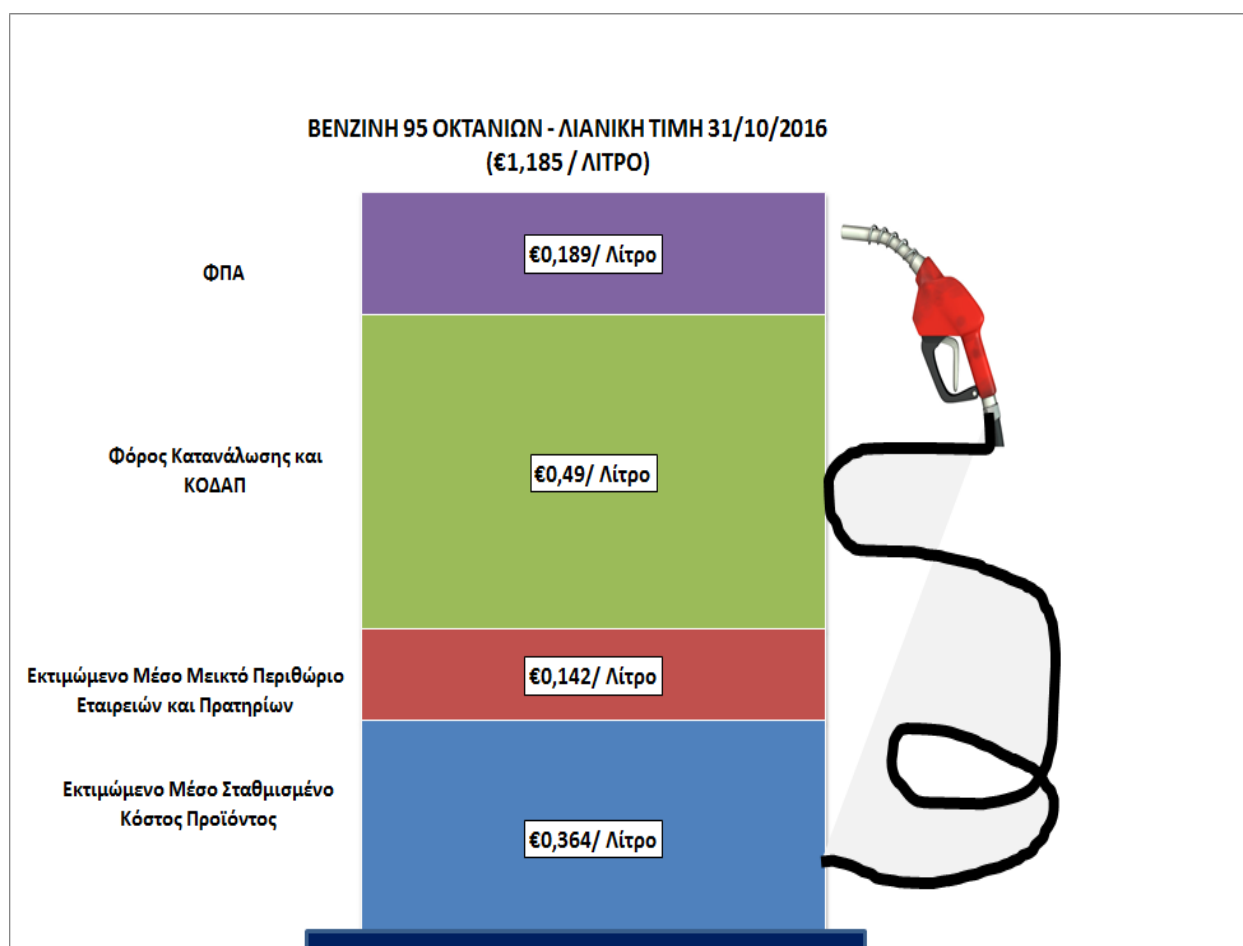 ΒΕΝΖΙΝΗ 95 ΟΚΤΑΝΙΩΝ - ΛΙΑΝΙΚΗ ΤΙΜΗ 31/10/2016
(€1,185 / ΛΙΤΡΟ)
ΦΠΑ
€0,189/ Λίτρο
Φόρος Κατανάλωσης και
ΚΟΔΑΠ
€0,49/ Λίτρο
Εκτιμώμενο Μέσο Μεικτό Περιθώριο
Εταιρειών και Πρατηρίων
€0,142/ Λίτρο
Εκτιμώμενο Μέσο Σταθμισμένο
Κόστος Προϊόντος
€0,364/ Λίτρο